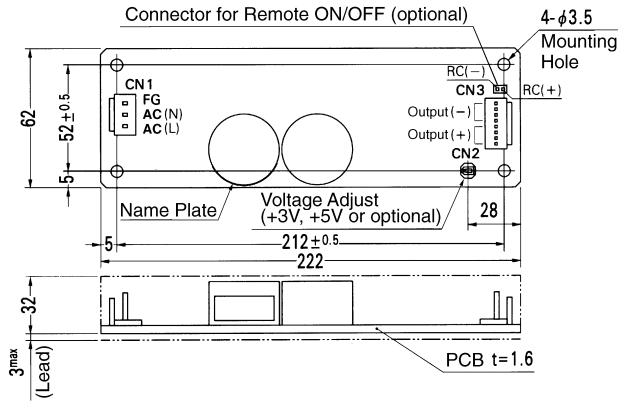 Connector for Remote ON/OFF (optional)
4-ϕ3.5
Mounting
Hole
RC(−)
CN3
RC(+)
CN1
FG
AC(N)
AC(L)
Output(−)
Output(+)
CN2
62
52±0.5
5
Name Plate
Voltage Adjust
(+3V, +5V or optional)
28
5
212±0.5
222
32
3max
(Lead)
PCB t=1.6